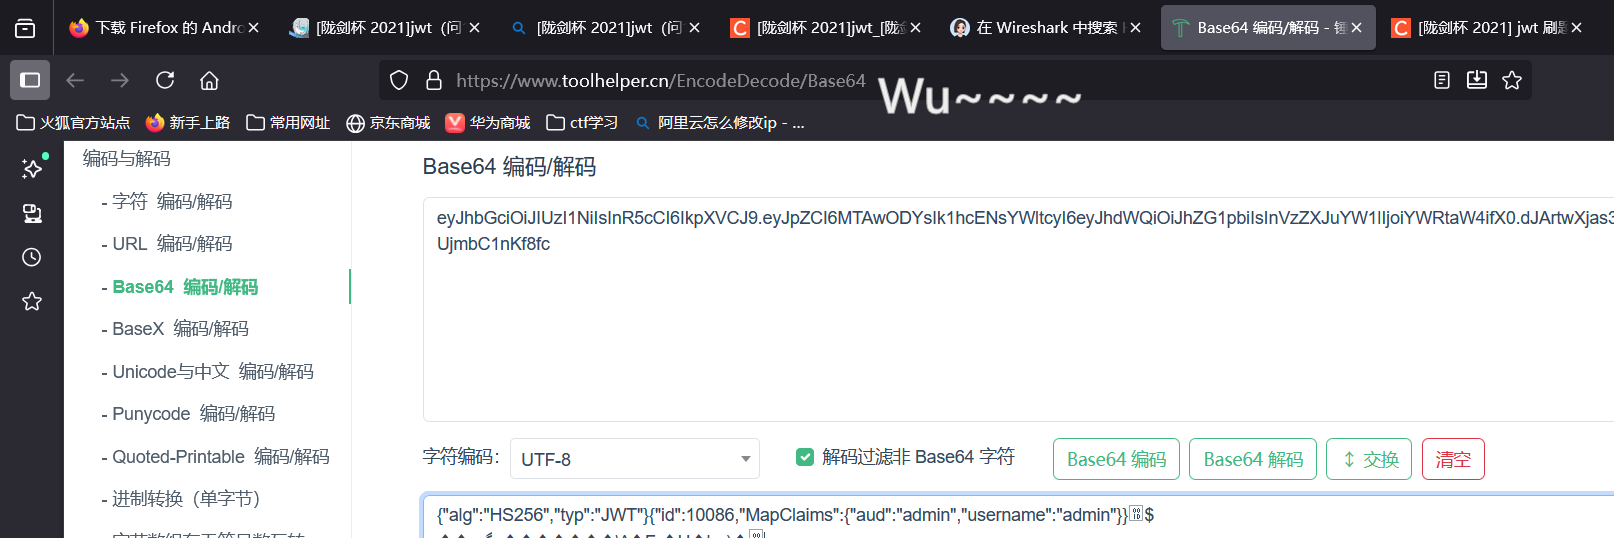 下载 Firefox 的 Andro
[陇剑杯 2021]jwt（问
[陇剑杯 2021]jwt（问
[陇剑杯 2021]jwt_[陇
在 Wireshark 中搜索
Base64 编码/解码 - 锤
[陇剑杯 2021] jwt 刷题
https://www.toolhelper.cn/EncodeDecode/Base64
Wu~~~~
火狐官方站点 新手上路 常用网址 京东商城 华为商城 ctf学习 阿里云怎么修改ip - ...
编码与解码
- 字符 编码/解码
- URL 编码/解码
- Base64 编码/解码
- BaseX 编码/解码
- Unicode与中文 编码/解码
- Punycode 编码/解码
- Quoted-Printable 编码/解码
- 进制转换（单字节）
Base64 编码/解码
eyJhbGciOiJIUzI1NiIsInR5cCI6IkpXVCJ9.eyJpZCI6MTAwODYsIk1hcENsYWltcyI6eyJhdWQiOiJhZG1pbiIsInVzZXJuYW1lIjoiYWRtaW4ifX0.dJArtwXjas3
UjmbC1nKf8fc
字符编码： UTF-8 解码过滤非 Base64 字符 Base64 编码 Base64 解码 ↕ 交换 清空
{"alg":"HS256","typ":"JWT"}{"id":10086,"MapClaims":{"aud":"admin","username":"admin"}}$